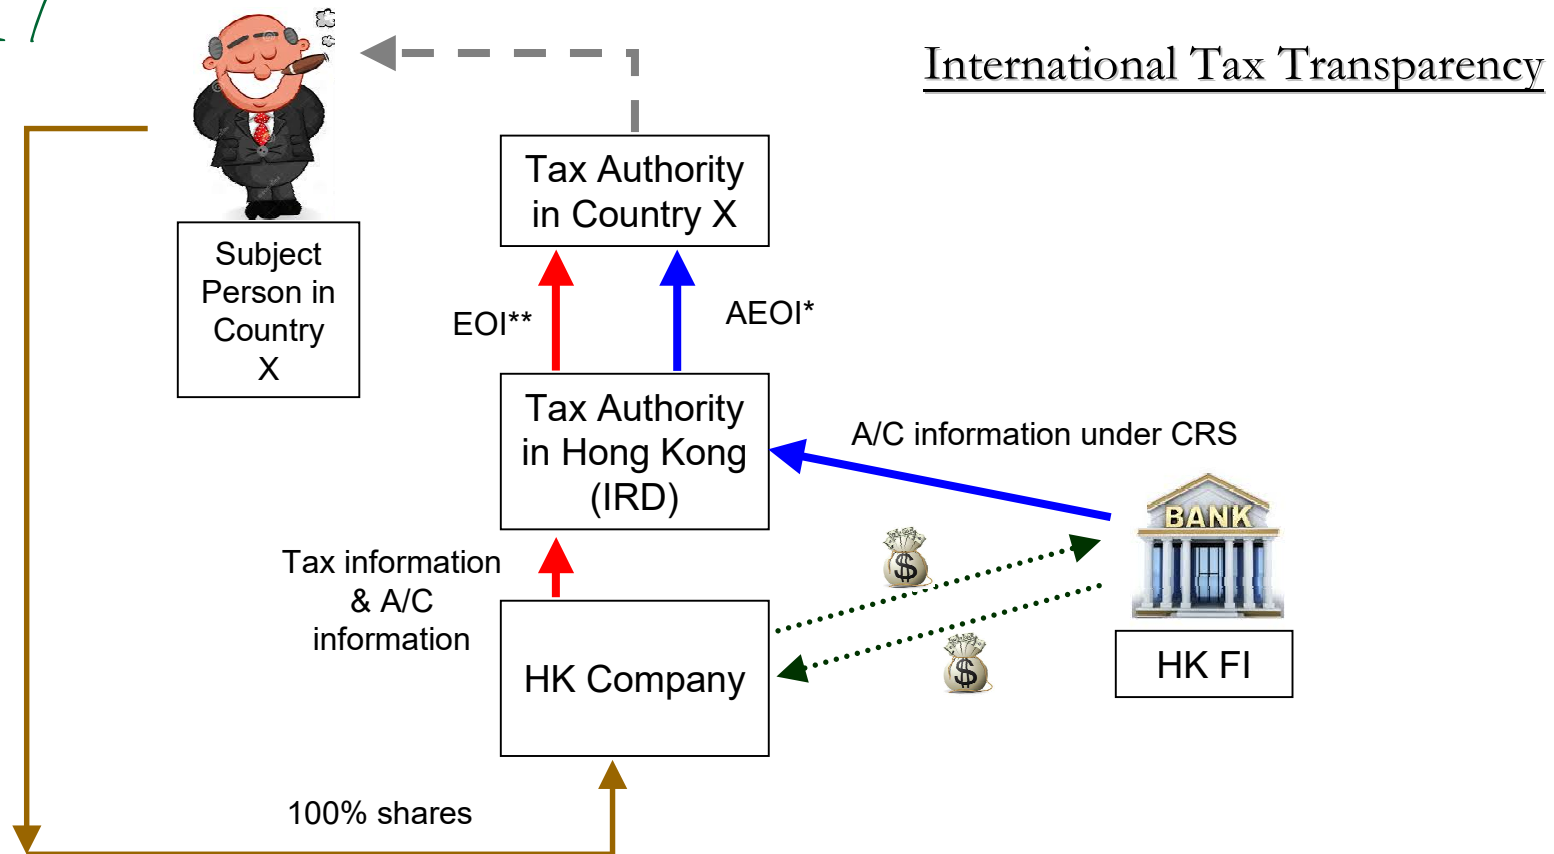 International Tax Transparency
Tax Authority
in Country X
Subject
Person in
Country
X
EOI**
AEOI*
Tax Authority
in Hong Kong
(IRD)
A/C information under CRS
BANK
Tax information
& A/C
information
$
$
HK Company
HK FI
100% shares